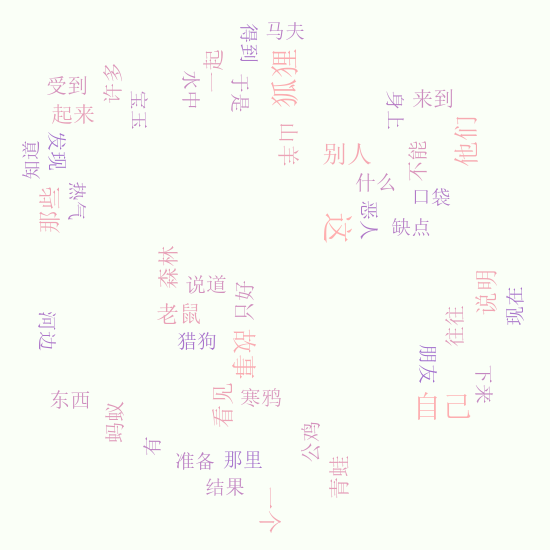 得到
马夫
一起
狐狸
许多
受到
水中
于是
宝玉
起来
身上
来到
山羊
他们
别人
不能
发现
知道
什么
热气
口袋
那些
恶人
这
缺点
森林
说道
只好
说明
现在
老鼠
往往
河边
猎狗
故事
朋友
下来
看见
寒鸦
东西
自己
蚂蚁
公鸡
有
准备
那里
青蛙
结果
一个